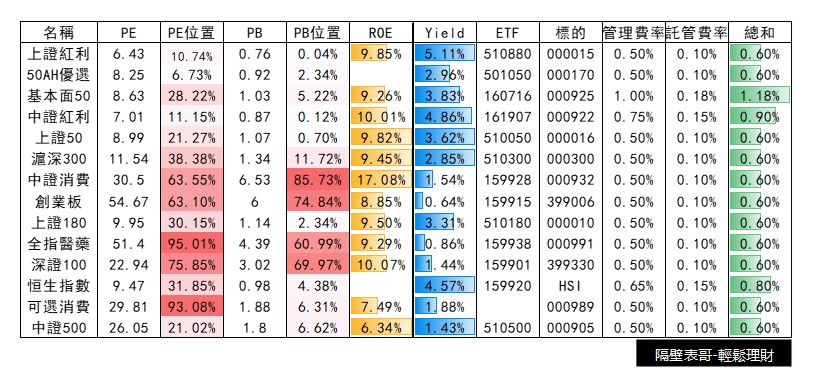 名稱 PE PE位置 PB PB位置 ROE Yield ETF 標的 管理費率 託管費率 總和
上證紅利 6.43 10.74% 0.76 0.04% 9.85% 5.11% 510880 000015 0.50% 0.10% 0.60%
50AH優選 8.25 6.73% 0.92 2.34% 2.96% 501050 000170 0.50% 0.10% 0.60%
基本面50 8.63 28.22% 1.03 5.22% 9.26% 3.83% 160716 000925 1.00% 0.18% 1.18%
中證紅利 7.01 11.15% 0.87 0.12% 10.01% 4.86% 161907 000922 0.75% 0.15% 0.90%
上證50 8.99 21.27% 1.07 0.70% 9.82% 3.62% 510050 000016 0.50% 0.10% 0.60%
滬深300 11.54 38.38% 1.34 11.72% 9.45% 2.85% 510300 000300 0.50% 0.10% 0.60%
中證消費 30.5 63.55% 6.53 85.73% 17.08% 1.54% 159928 000932 0.50% 0.10% 0.60%
創業板 54.67 63.10% 6 74.84% 8.85% 0.64% 159915 399006 0.50% 0.10% 0.60%
上證180 9.95 30.15% 1.14 2.34% 9.50% 3.31% 510180 000010 0.50% 0.10% 0.60%
全指醫藥 51.4 95.01% 4.39 60.99% 9.29% 0.86% 159938 000991 0.50% 0.10% 0.60%
深證100 22.94 75.85% 3.02 69.97% 10.07% 1.44% 159901 399330 0.50% 0.10% 0.60%
恒生指數 9.47 31.85% 0.98 4.38% 4.57% 159920 HSI 0.65% 0.15% 0.80%
可選消費 29.81 93.08% 1.88 6.31% 7.49% 1.88% 000989 0.50% 0.10% 0.60%
中證500 26.05 21.02% 1.8 6.62% 6.34% 1.43% 510500 000905 0.50% 0.10% 0.60%
隔壁表哥-輕鬆理財